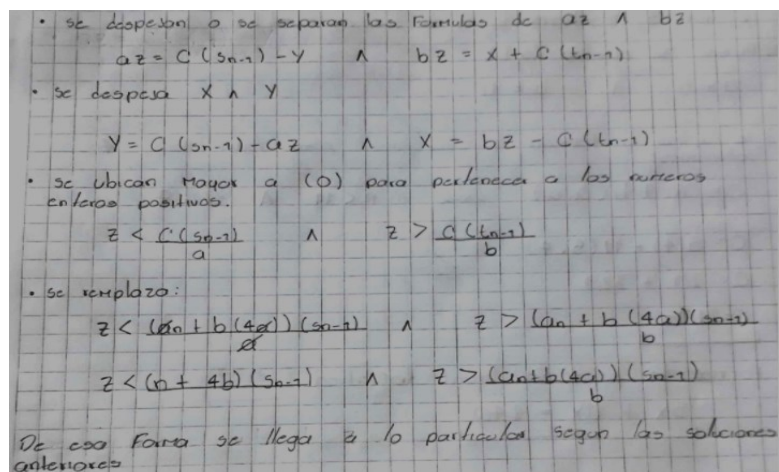 • se despejan o se separan las Formulas de az ∧ bz
az = C (Sn-1) - Y ∧ bz = X + C (tn-1)
• se despeja X ∧ Y
Y = C (Sn-1) - az ∧ X = bz - C (tn-1)
• se ubican Mayor a (0) para pertenecer a los numeros
enteros positivos.
z < C (Sn-1) / a ∧ z > C (tn-1) / b
• se remplazo:
z < (an + b (4a)) (Sn-1) / a ∧ z > (an + b (4a)) (Sn-1) / b
z < (n + 4b) (Sn-1) ∧ z > (an+b(4a)) (Sn-1) / b
De esa Forma se llega a lo particular segun las soluciones
anteriores